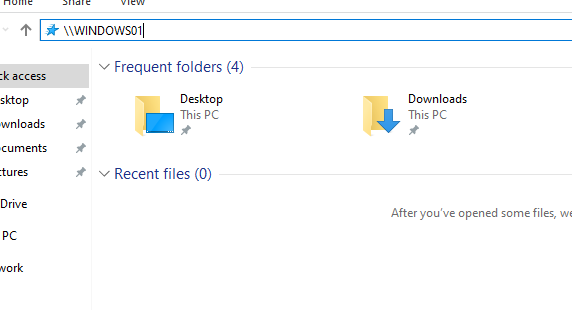 Home Share View
\\WINDOWS01
ck access
sktop
wnloads
ocuments
ctures
Drive
PC
work
Frequent folders (4)
Desktop
This PC
Downloads
This PC
Recent files (0)
After you've opened some files, we